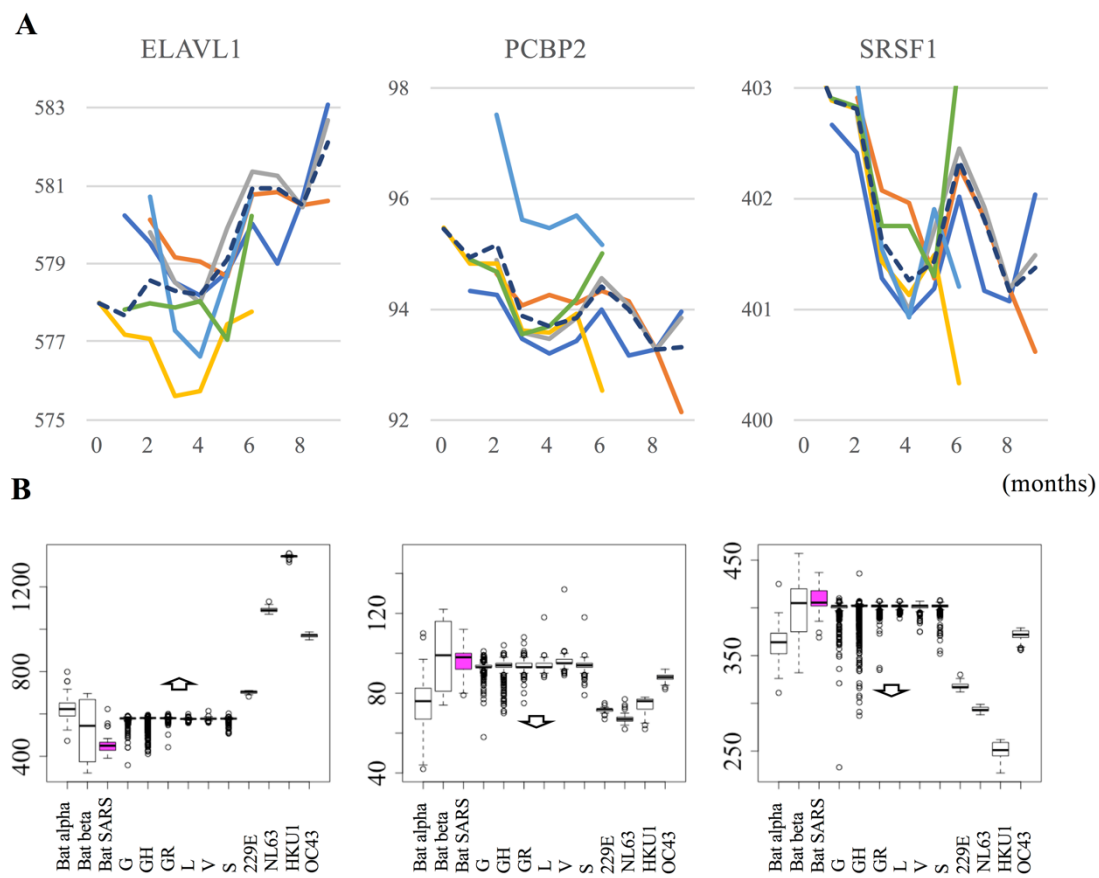 A
ELAVL1 PCBP2 SRSF1
583
581
579
577
575
0 2 4 6 8
98
96
94
92
0 2 4 6 8
403
402
401
400
0 2 4 6 8
(months)
B
1200
800
400
Bat alpha
Bat beta
Bat SARS
G
GH
GR
L
V
S
229E
NL63
HKU1
OC43
120
80
40
Bat alpha
Bat beta
Bat SARS
G
GH
GR
L
V
S
229E
NL63
HKU1
OC43
450
350
250
Bat alpha
Bat beta
Bat SARS
G
GH
GR
L
V
S
229E
NL63
HKU1
OC43